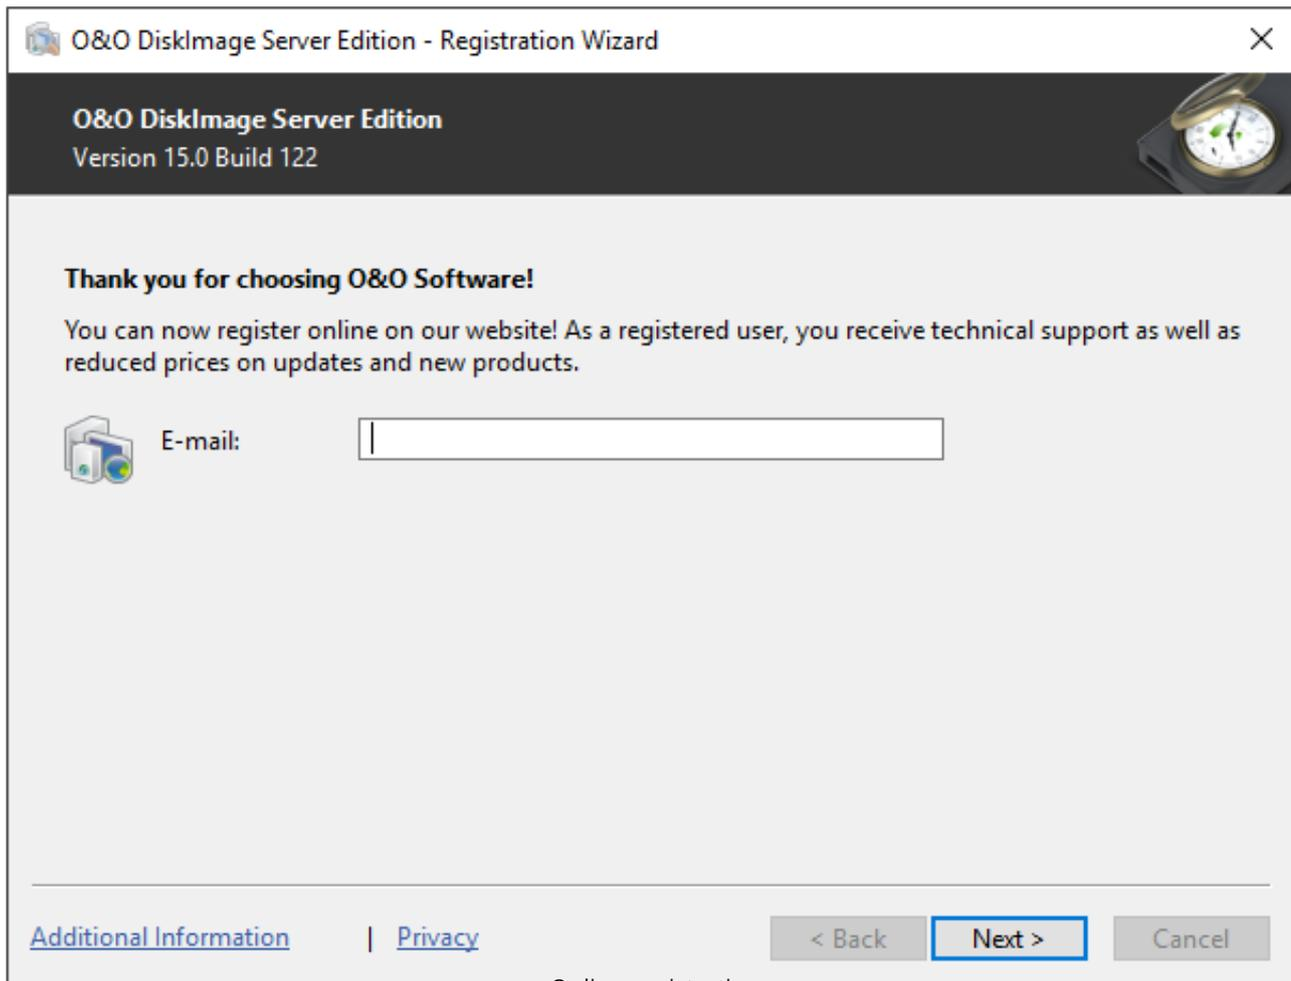 O&O DiskImage Server Edition - Registration Wizard
O&O DiskImage Server Edition
Version 15.0 Build 122
Thank you for choosing O&O Software!
You can now register online on our website! As a registered user, you receive technical support as well as
reduced prices on updates and new products.
E-mail:
Additional Information | Privacy < Back Next > Cancel